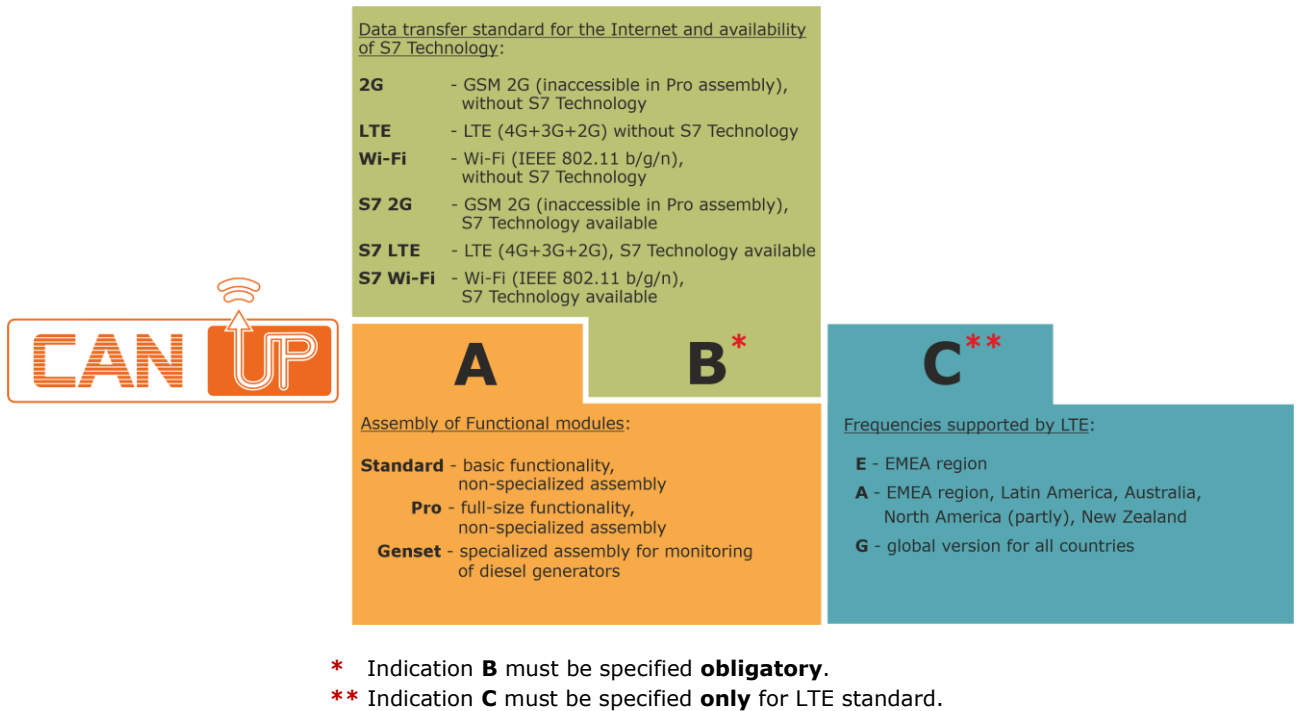 Data transfer standard for the Internet and availability
of S7 Technology:
2G - GSM 2G (inaccessible in Pro assembly),
without S7 Technology
LTE - LTE (4G+3G+2G) without S7 Technology
Wi-Fi - Wi-Fi (IEEE 802.11 b/g/n),
without S7 Technology
S7 2G - GSM 2G (inaccessible in Pro assembly),
S7 Technology available
S7 LTE - LTE (4G+3G+2G), S7 Technology available
S7 Wi-Fi - Wi-Fi (IEEE 802.11 b/g/n),
S7 Technology available
CAN UP
A
B*
C**
Assembly of Functional modules:
Standard - basic functionality,
non-specialized assembly
Pro - full-size functionality,
non-specialized assembly
Genset - specialized assembly for monitoring
of diesel generators
Frequencies supported by LTE:
E - EMEA region
A - EMEA region, Latin America, Australia,
North America (partly), New Zealand
G - global version for all countries
* Indication B must be specified obligatory.
** Indication C must be specified only for LTE standard.